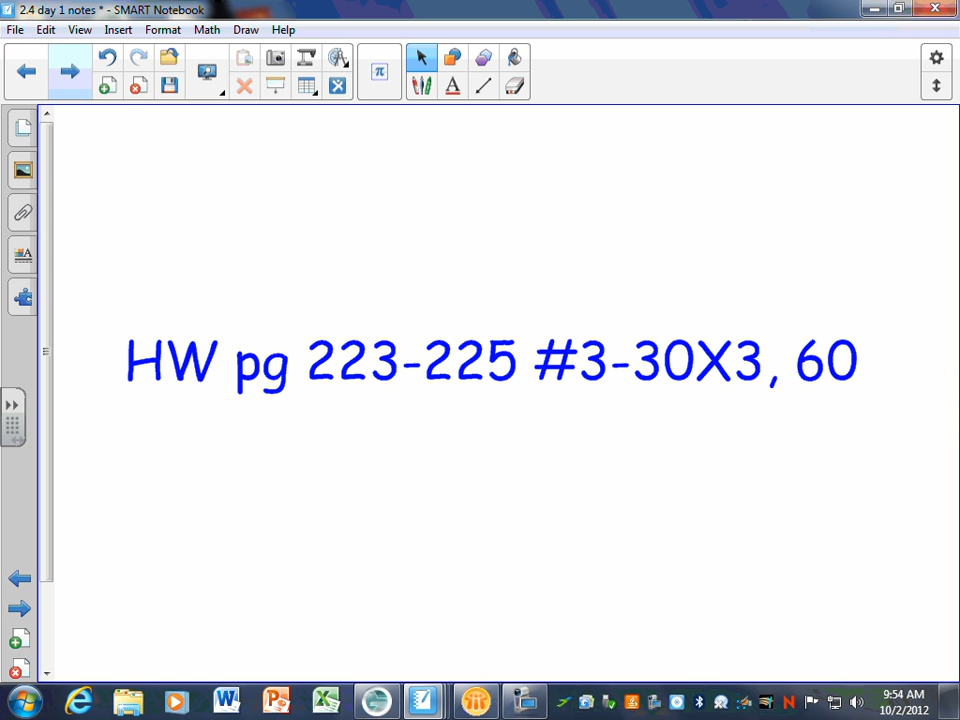 2.4 day 1 notes * - SMART Notebook
File Edit View Insert Format Math Draw Help
HW pg 223-225 #3-30X3, 60
9:54 AM
10/2/2012